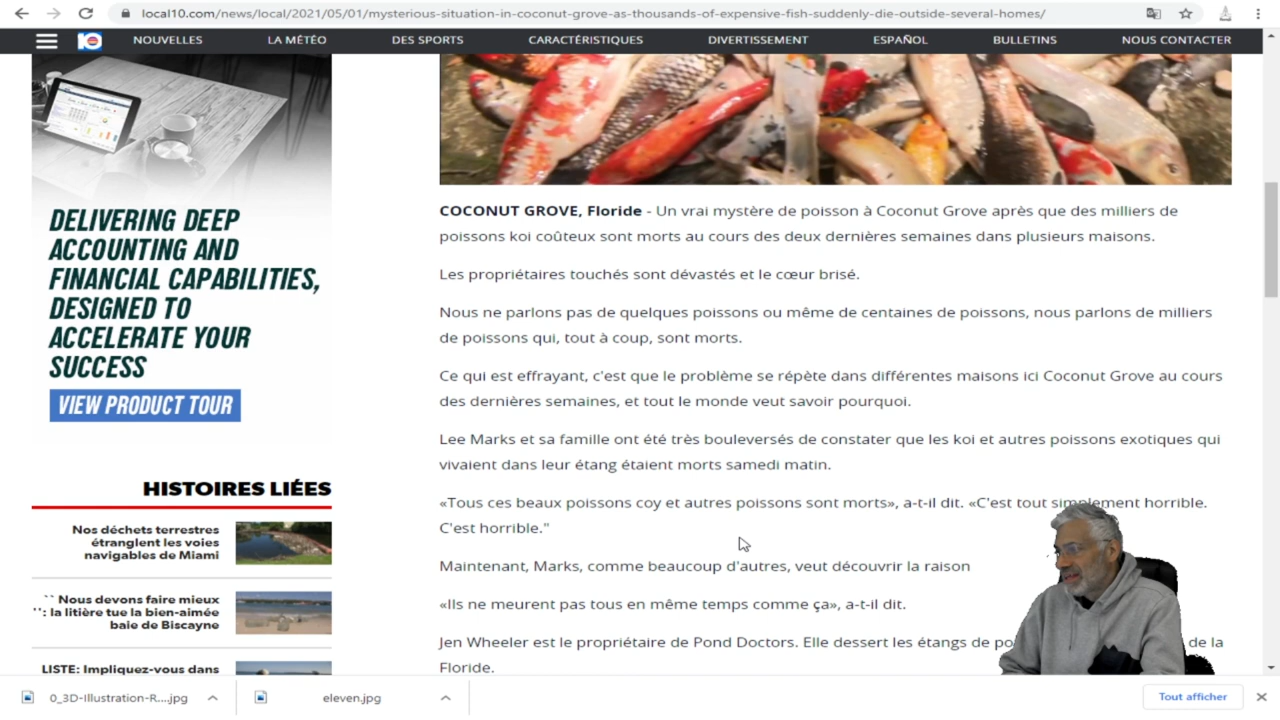 local10.com/news/local/2021/05/01/mysterious-situation-in-coconut-grove-as-thousands-of-expensive-fish-suddenly-die-outside-several-homes/
10 NOUVELLES LA MÉTÉO DES SPORTS CARACTÉRISTIQUES DIVERTISSEMENT ESPAÑOL BULLETINS NOUS CONTACTER
DELIVERING DEEP
ACCOUNTING AND
FINANCIAL CAPABILITIES,
DESIGNED TO
ACCELERATE YOUR
SUCCESS
VIEW PRODUCT TOUR
HISTOIRES LIÉES
Nos déchets terrestres
étranglent les voies
navigables de Miami
`` Nous devons faire mieux
'': la litière tue la bien-aimée
baie de Biscayne
LISTE: Impliquez-vous dans
COCONUT GROVE, Floride - Un vrai mystère de poisson à Coconut Grove après que des milliers de
poissons koi coûteux sont morts au cours des deux dernières semaines dans plusieurs maisons.
Les propriétaires touchés sont dévastés et le cœur brisé.
Nous ne parlons pas de quelques poissons ou même de centaines de poissons, nous parlons de milliers
de poissons qui, tout à coup, sont morts.
Ce qui est effrayant, c'est que le problème se répète dans différentes maisons ici Coconut Grove au cours
des dernières semaines, et tout le monde veut savoir pourquoi.
Lee Marks et sa famille ont été très bouleversés de constater que les koi et autres poissons exotiques qui
vivaient dans leur étang étaient morts samedi matin.
«Tous ces beaux poissons coy et autres poissons sont morts», a-t-il dit. «C'est tout simplement horrible.
C'est horrible."
Maintenant, Marks, comme beaucoup d'autres, veut découvrir la raison
«Ils ne meurent pas tous en même temps comme ça», a-t-il dit.
Jen Wheeler est le propriétaire de Pond Doctors. Elle dessert les étangs de de la
Floride.
0_3D-Illustration-R....jpg eleven.jpg Tout afficher